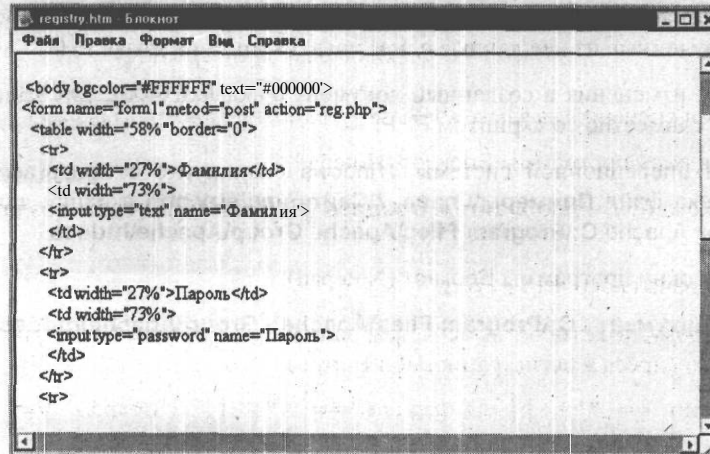 registry.htm - Блокнот
Файл Правка Формат Вид Справка
<body bgcolor="#FFFFFF" text="#000000'>
<form name="form1" metod="post" action="reg.php">
<table width="58%" border="0">
<tr>
<td width="27%">Фамилия</td>
<td width="73%">
<input type="text" name="Фамилия'>
</td>
</tr>
<tr>
<td width="27%">Пароль</td>
<td width="73%">
<input type="password" name="Пароль">
</td>
</tr>
<tr>